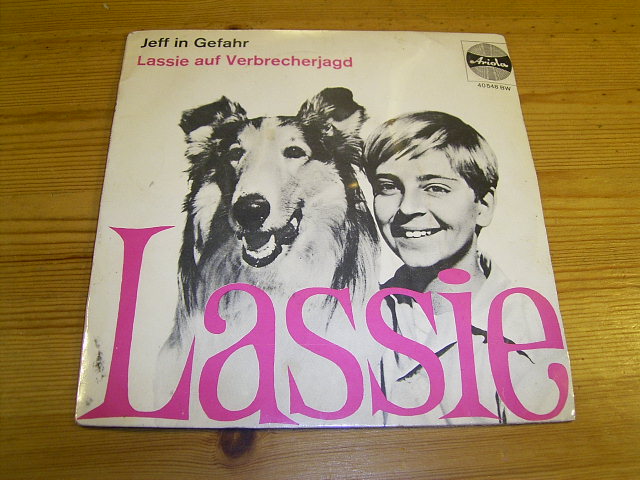 Jeff in Gefahr
Lassie auf Verbrecherjagd
Ariola
40 548 BW
Lassie